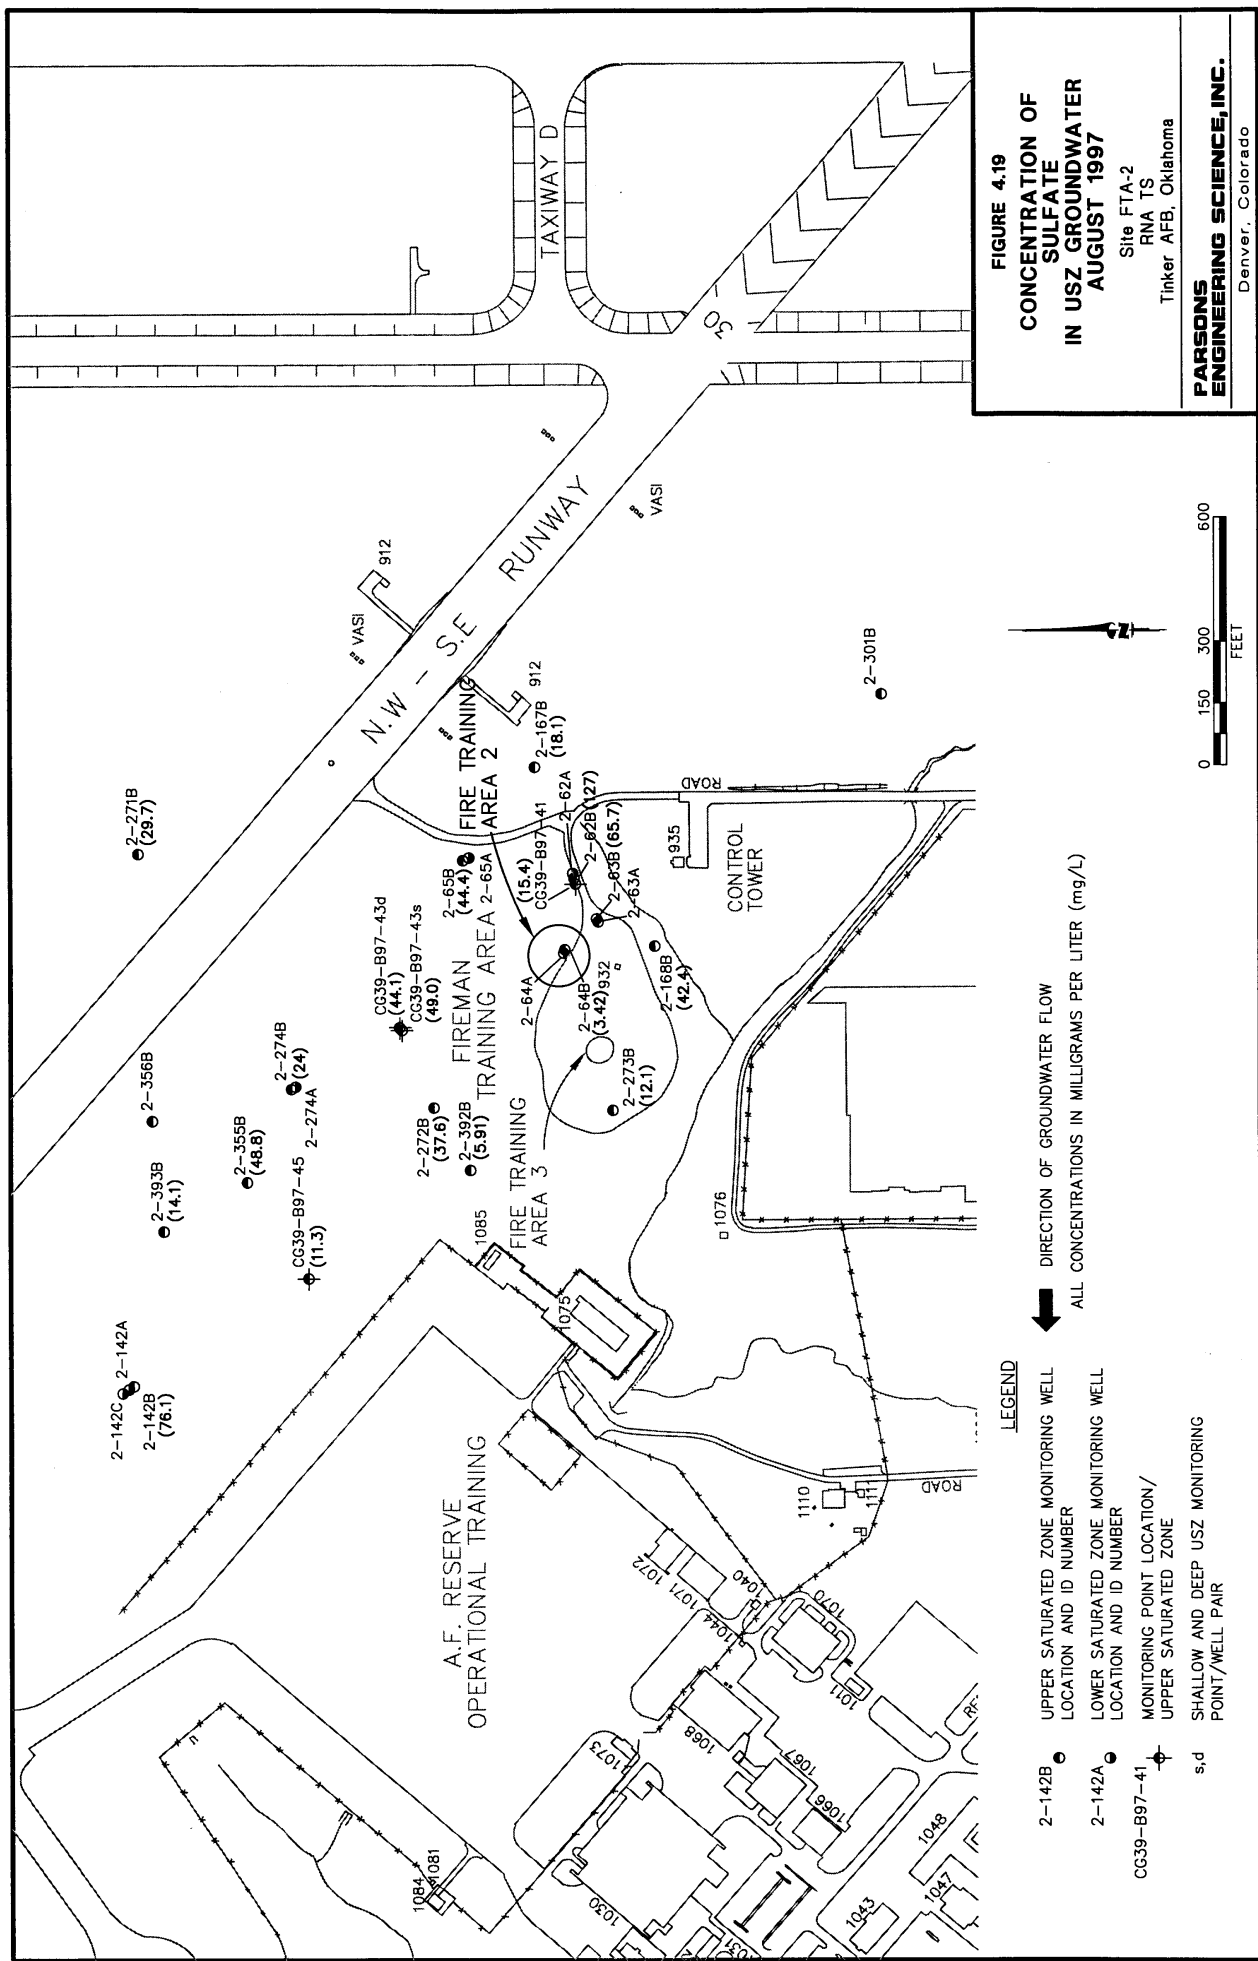 TAXIWAY D
30
N.W – S.E RUNWAY
VASI
VASI
912
912
2-271B
(29.7)
2-356B
2-393B
(14.1)
2-355B
(48.8)
2-274B
(24)
2-274A
CG39-B97-45
(11.3)
2-142C
2-142A
2-142B
(76.1)
CG39-B97-43d
(44.1)
CG39-B97-43s
(49.0)
2-272B
(37.6)
2-392B
(5.91)
2-65B
(44.4)
2-65A
FIREMAN
TRAINING AREA 2
FIRE TRAINING
AREA 2
2-167B
(18.1)
2-62A
2-62B (127)
(15.4)
CG39-B97-41
2-63B (65.7)
2-63A
2-64A
2-64B
(3.42)
932
2-168B
(42.4)
2-273B
(12.1)
FIRE TRAINING
AREA 3
935
CONTROL
TOWER
ROAD
2-301B
1085
1075
1076
A.F. RESERVE
OPERATIONAL TRAINING
1072
1071
1040
1044
1070
1110
1111
ROAD
1011
1068
1067
1066
1073
1030
1031
1043
1047
1048
1084
1081
LEGEND
2-142B UPPER SATURATED ZONE MONITORING WELL
LOCATION AND ID NUMBER
2-142A LOWER SATURATED ZONE MONITORING WELL
LOCATION AND ID NUMBER
CG39-B97-41 MONITORING POINT LOCATION/
UPPER SATURATED ZONE
s,d SHALLOW AND DEEP USZ MONITORING
POINT/WELL PAIR
DIRECTION OF GROUNDWATER FLOW
ALL CONCENTRATIONS IN MILLIGRAMS PER LITER (mg/L)
N
0 150 300 600
FEET
FIGURE 4.19
CONCENTRATION OF
SULFATE
IN USZ GROUNDWATER
AUGUST 1997
Site FTA-2
RNA TS
Tinker AFB, Oklahoma
PARSONS
ENGINEERING SCIENCE, INC.
Denver, Colorado